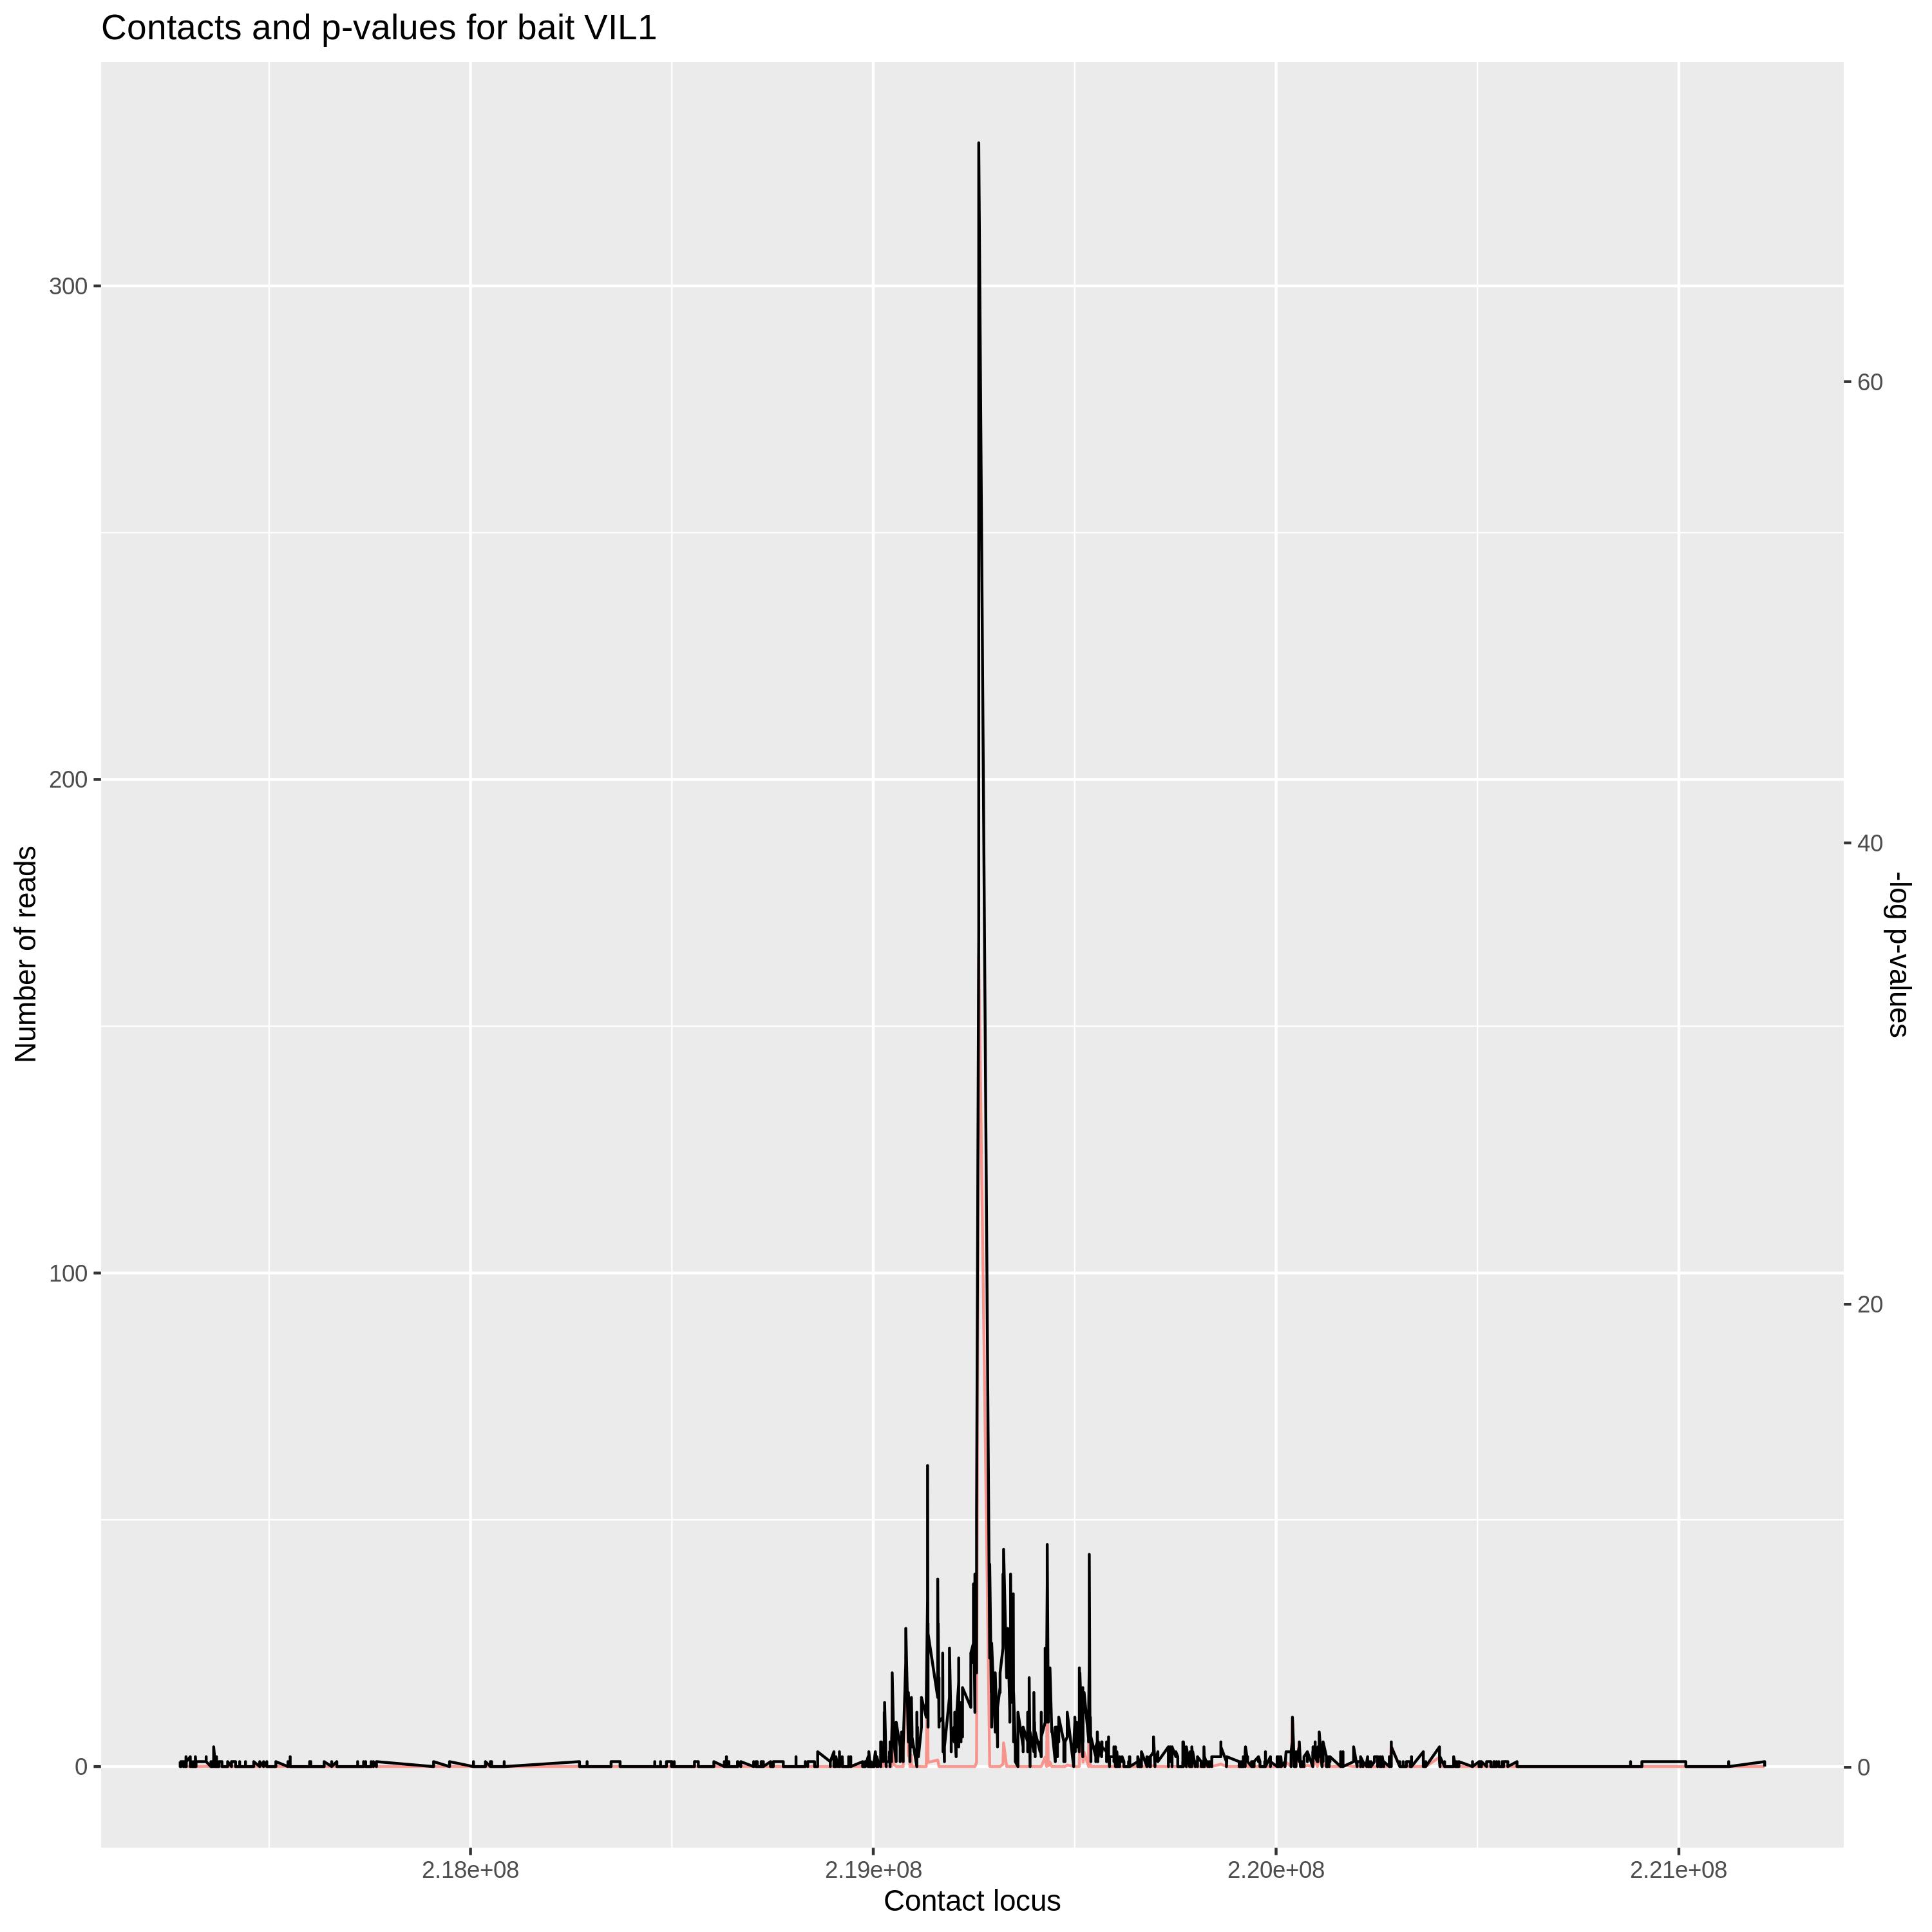 Contacts and p-values for bait VIL1
Number of reads
300
200
100
0
60
40
20
0
-log p-values
2.18e+08
2.19e+08
2.20e+08
2.21e+08
Contact locus